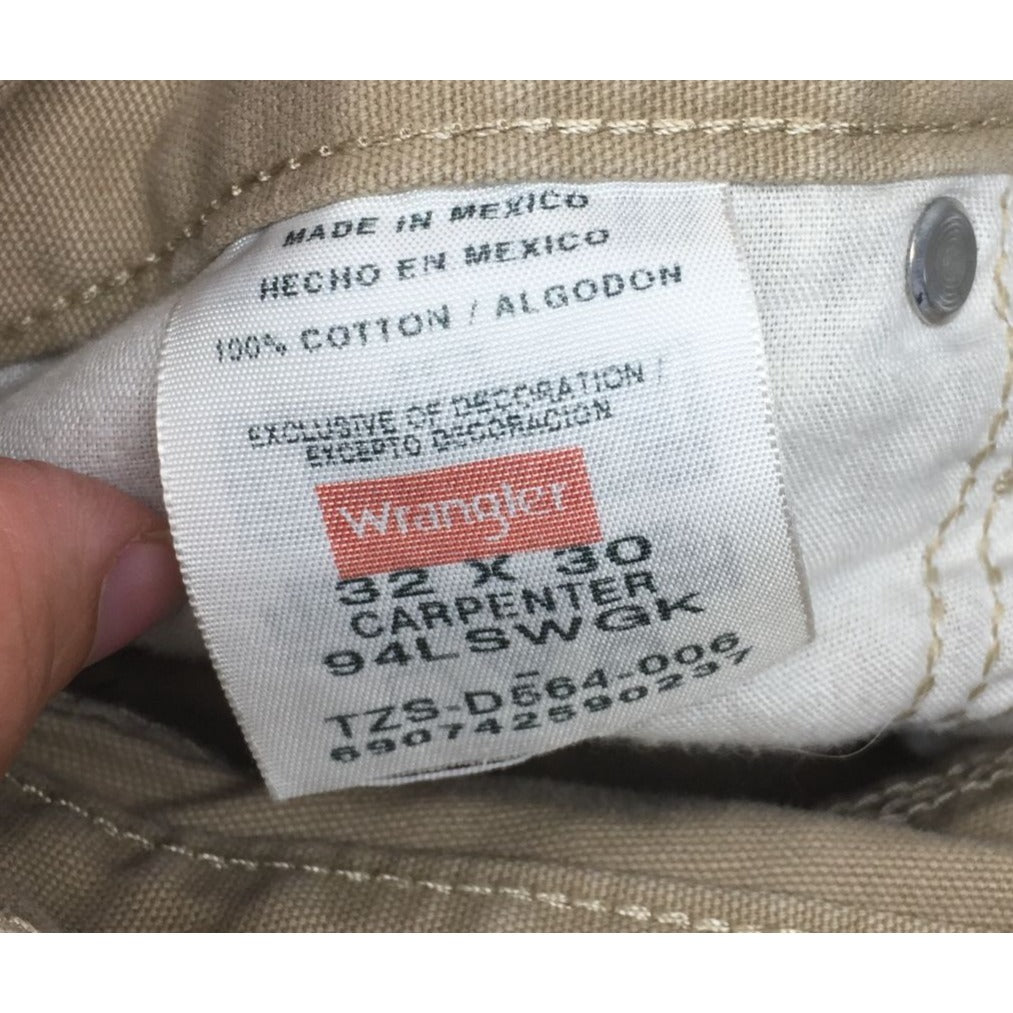 MADE IN MEXICO
HECHO EN MEXICO
100% COTTON / ALGODON
EXCLUSIVE OF DECORATION /
EXCEPTO DECORACION
Wrangler
32 X 30
CARPENTER
94LSWGK
TZS-D564-006
690742590237